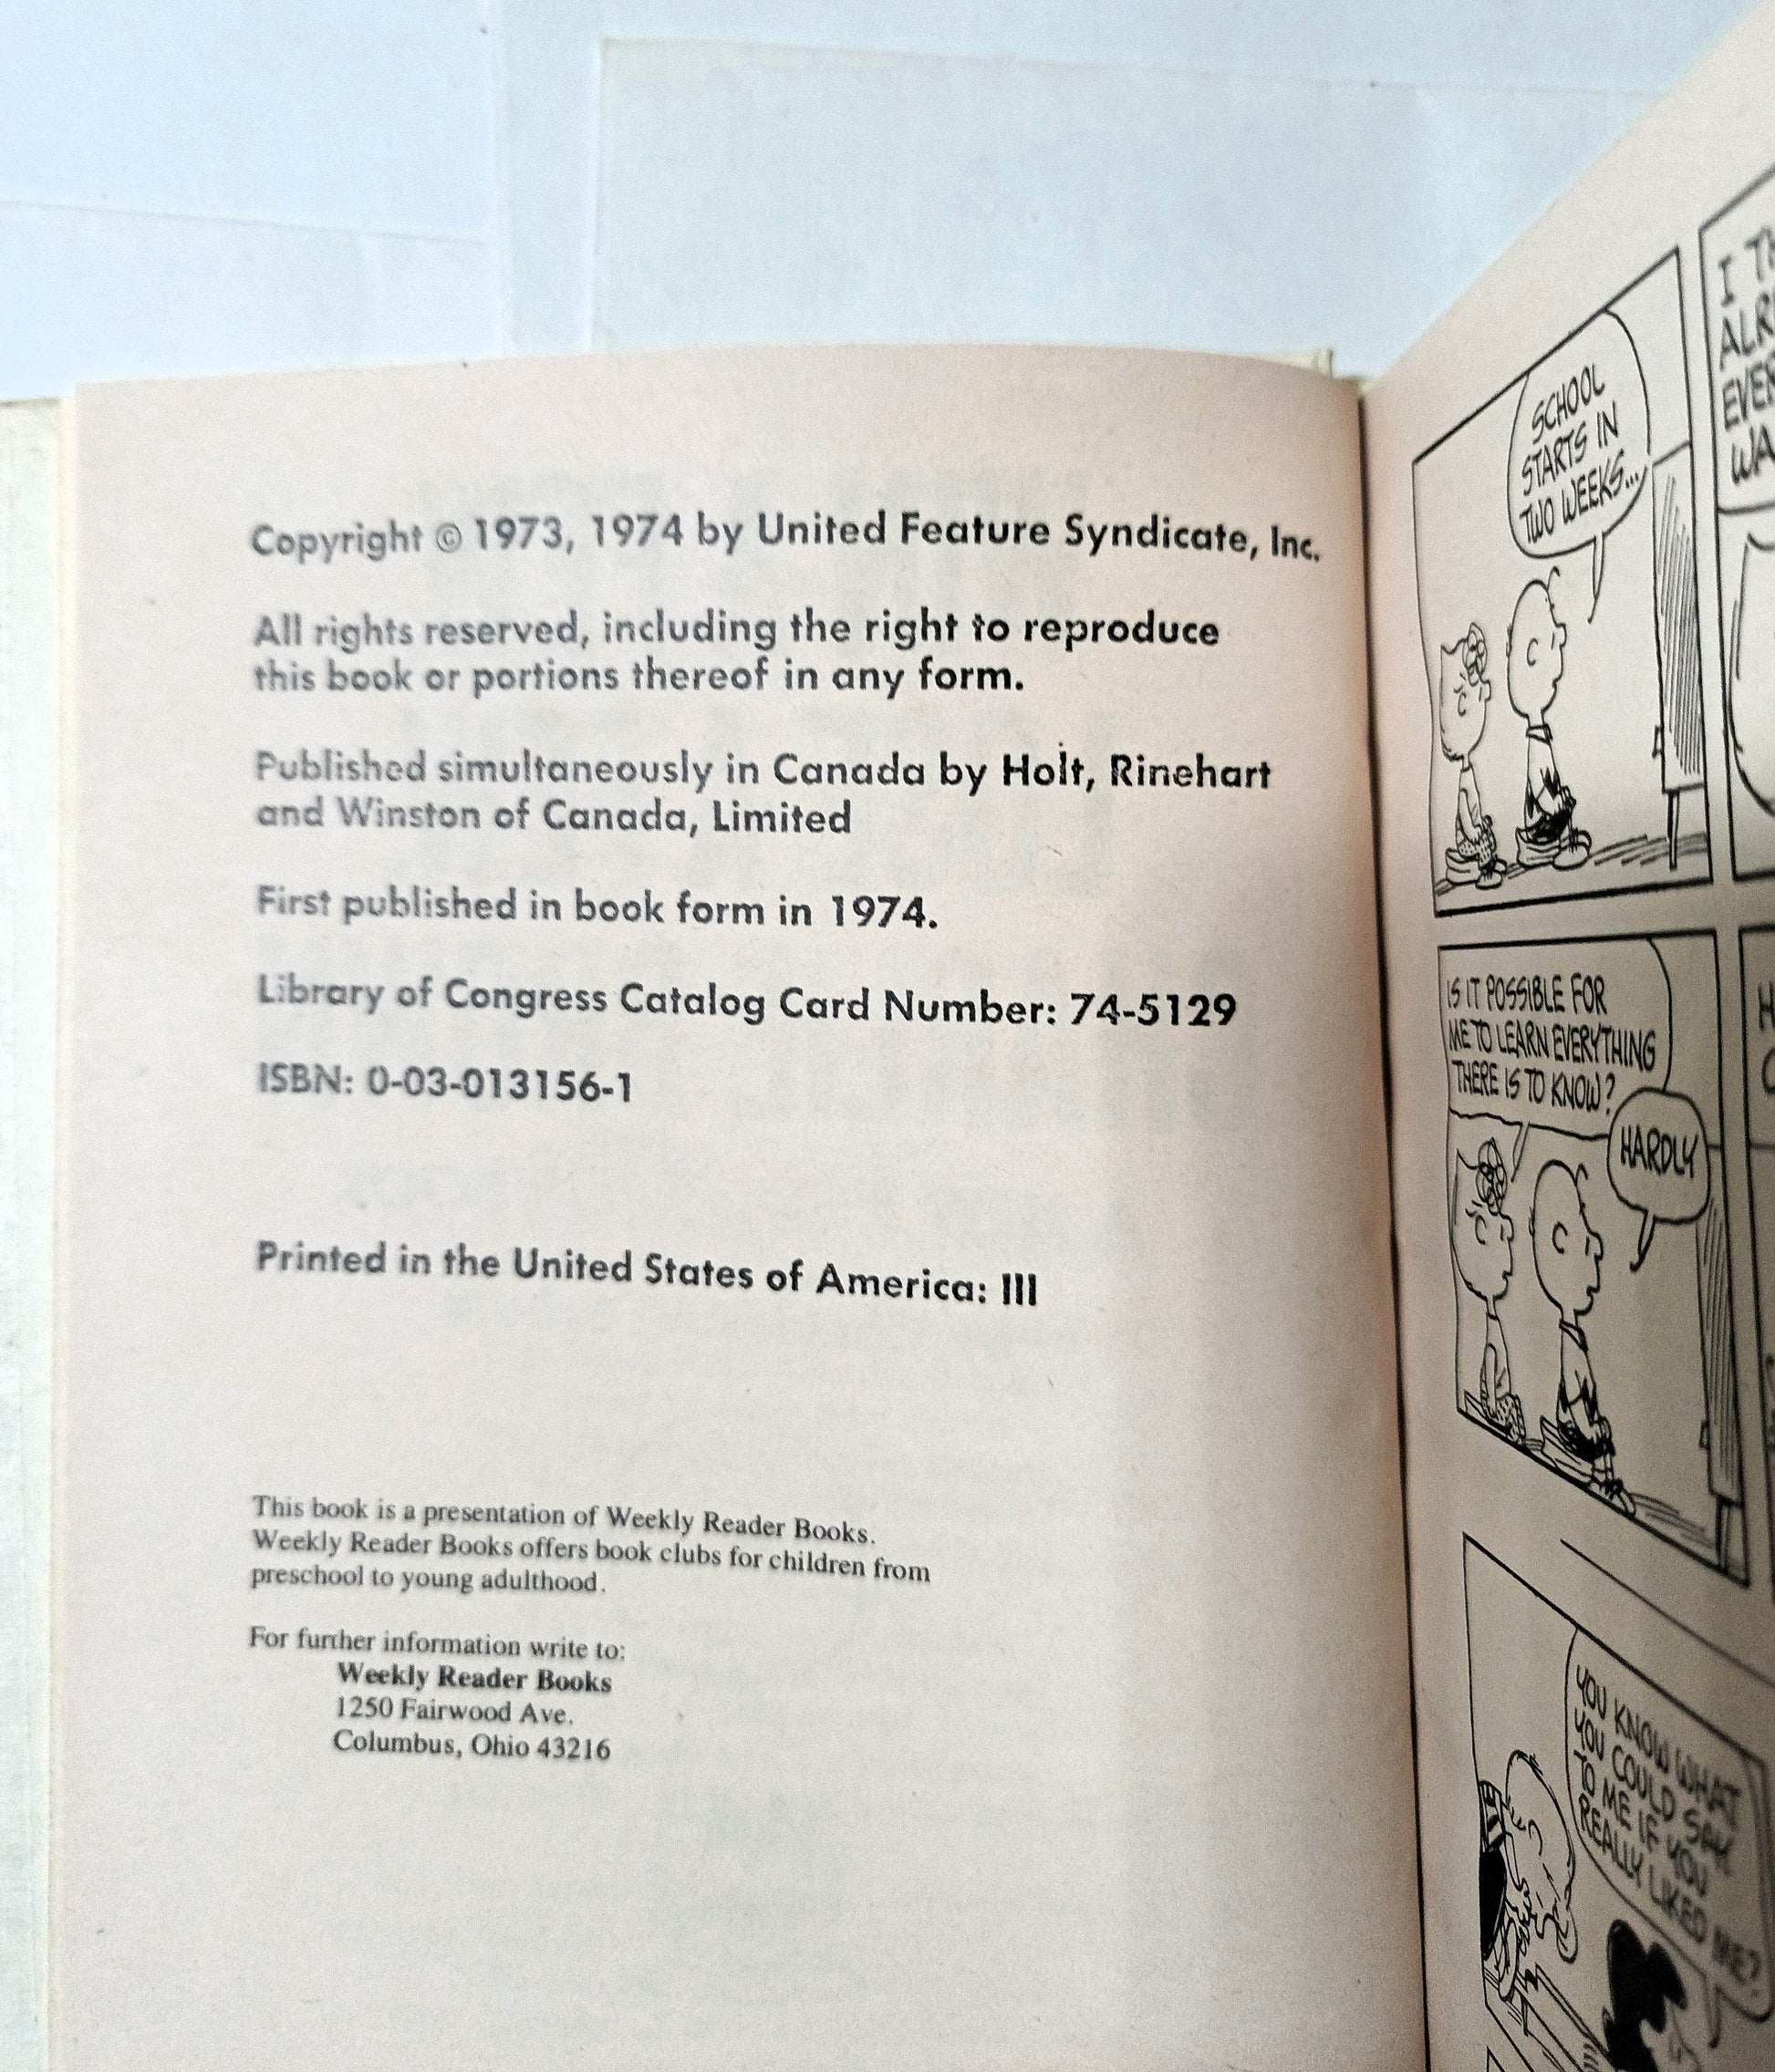 Copyright © 1973, 1974 by United Feature Syndicate, Inc.
All rights reserved, including the right to reproduce
this book or portions thereof in any form.
Published simultaneously in Canada by Holt, Rinehart
and Winston of Canada, Limited
First published in book form in 1974.
Library of Congress Catalog Card Number: 74-5129
ISBN: 0-03-013156-1
Printed in the United States of America: III
This book is a presentation of Weekly Reader Books.
Weekly Reader Books offers book clubs for children from
preschool to young adulthood.
For further information write to:
Weekly Reader Books
1250 Fairwood Ave.
Columbus, Ohio 43216
SCHOOL
STARTS IN
TWO WEEKS...
I
IS IT POSSIBLE FOR
ME TO LEARN EVERYTHING
THERE IS TO KNOW?
HARDLY
YOU KNOW WHAT
YOU COULD SAY
TO ME IF YOU
REALLY LIKED ME?